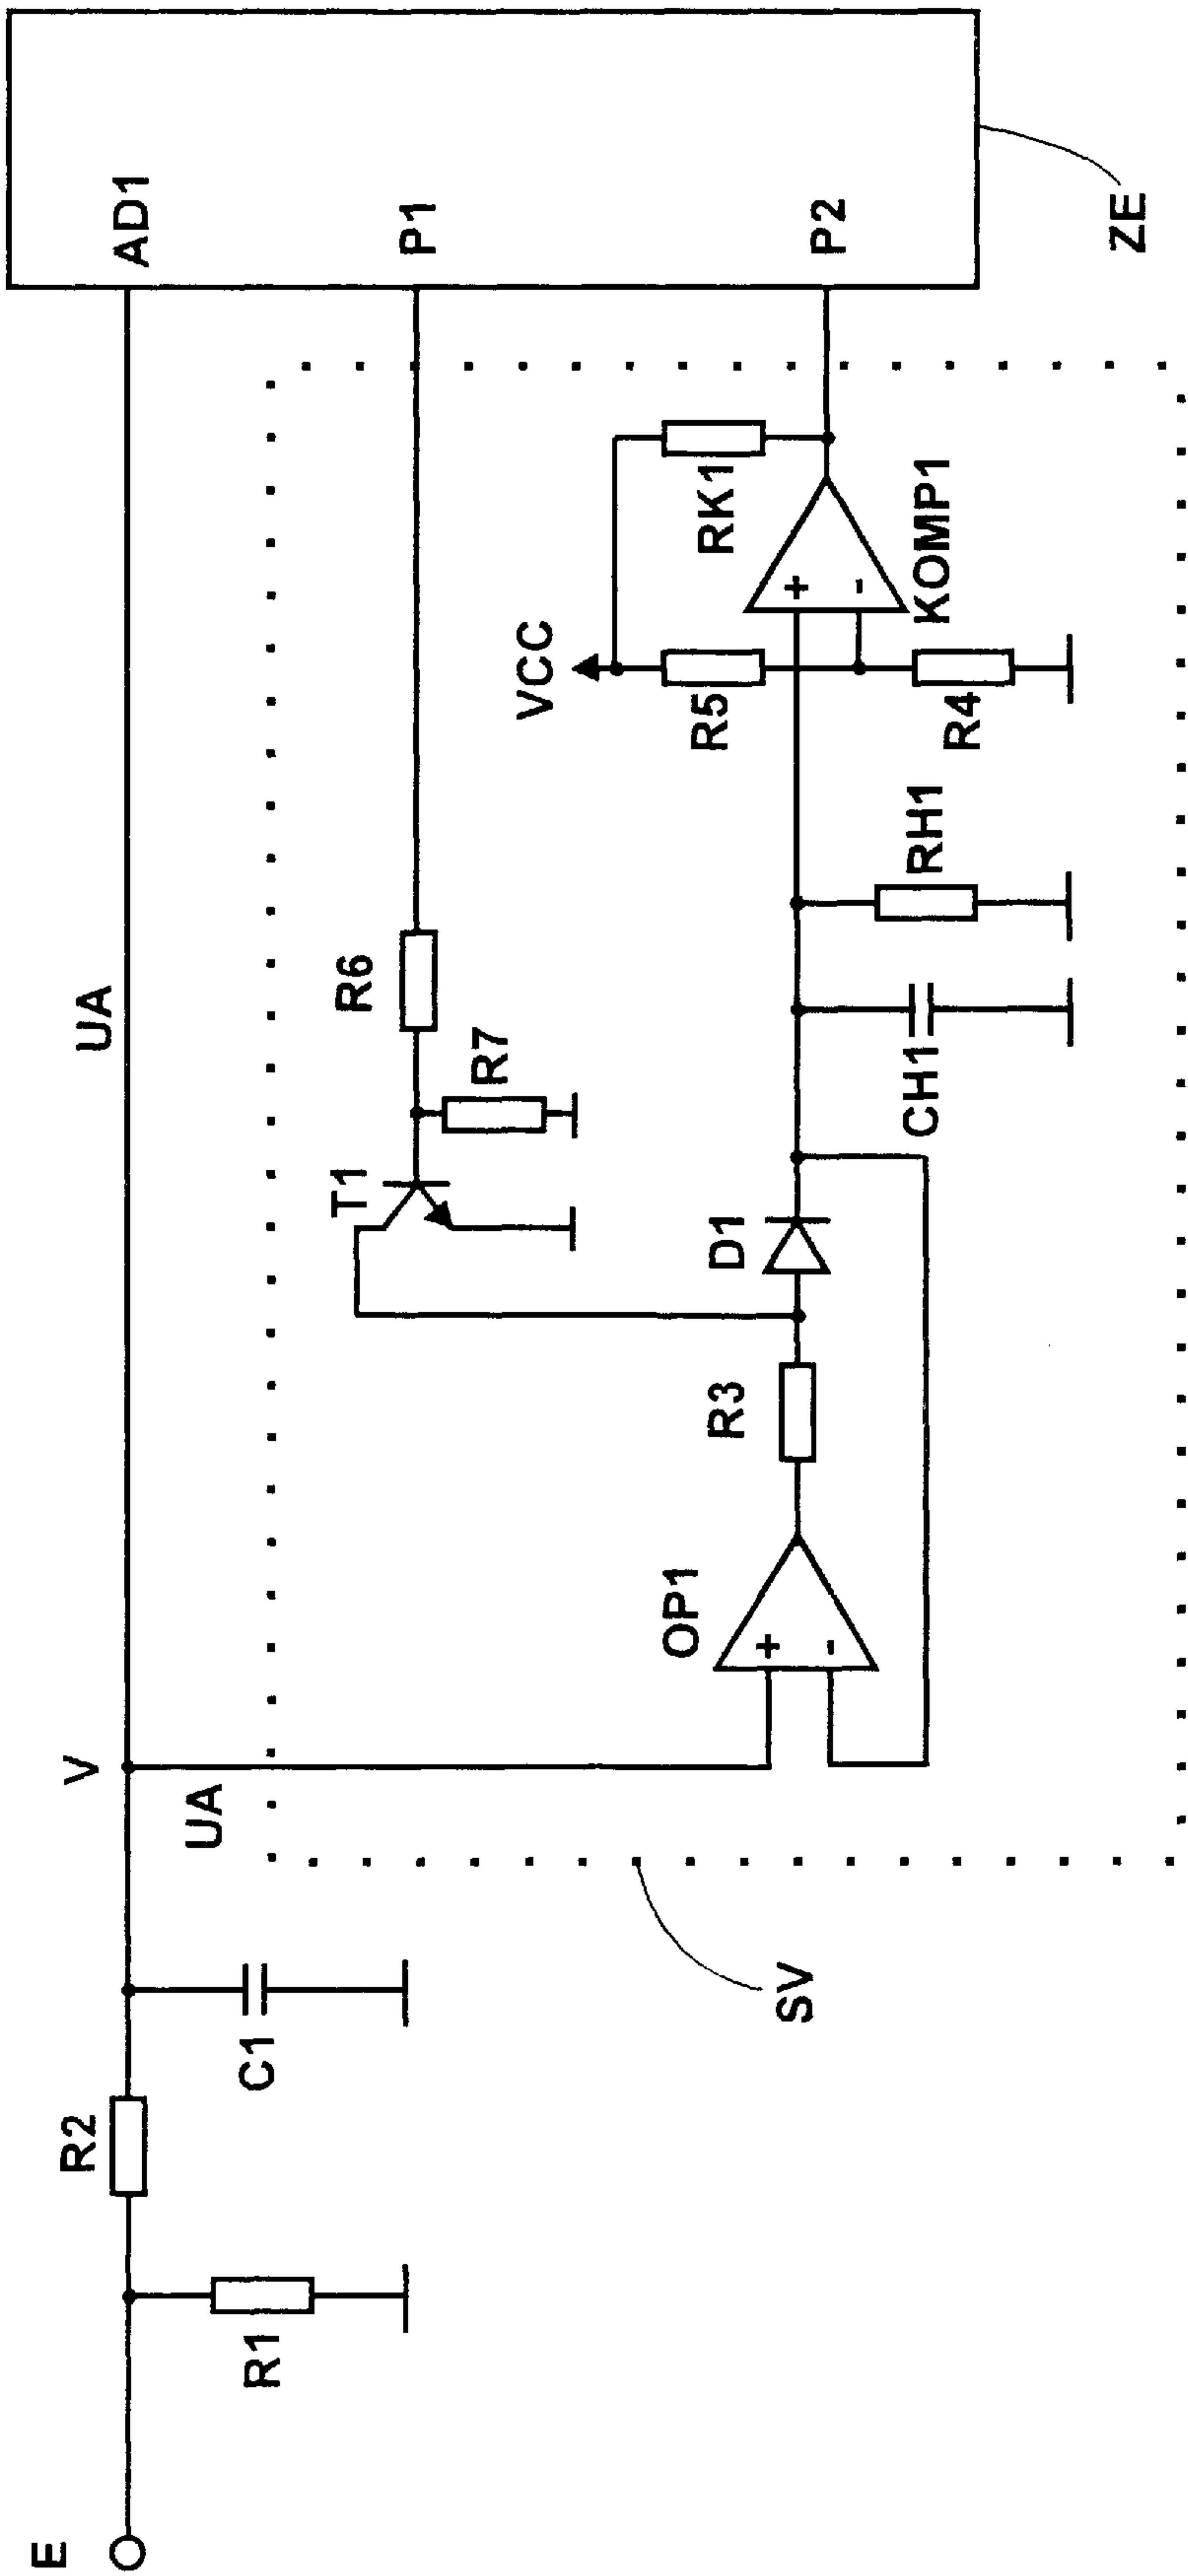 E
R1
R2
C1
V
UA
UA
SV
OP1
+
-
R3
D1
T1
R7
R6
CH1
RH1
VCC
R5
R4
+
-
KOMP1
RK1
AD1
P1
P2
ZE